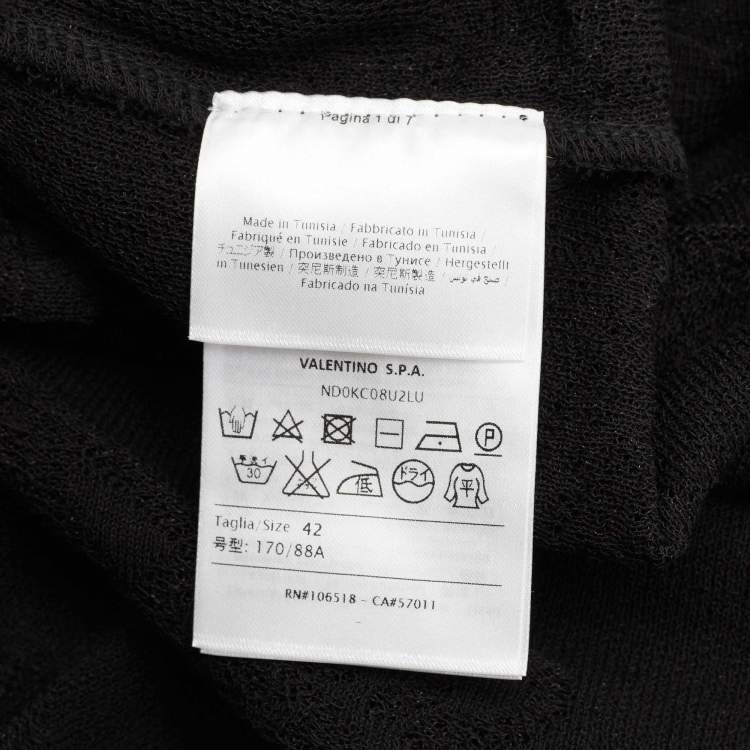 Pagina 1 di 7
Made in Tunisia / Fabbricato in Tunisia /
Fabriqué en Tunisie / Fabricado en Tunisia /
チュニジア製 / Произведено в Тунисе / Hergestellt
in Tunesien / 突尼斯制造 / 突尼斯製造 / صنع في تونس /
Fabricado na Tunísia
VALENTINO S.P.A.
ND0KC08U2LU
P
手洗イ 30 低 ドライ 平
Taglia/Size 42
号型: 170/88A
RN#106518 - CA#57011